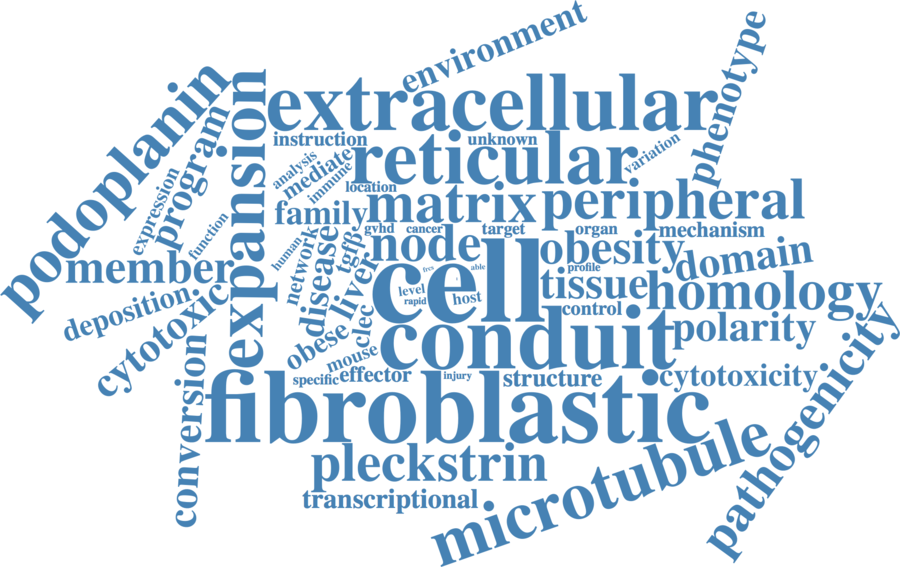 environment
phenotype
podoplanin
program
expansion
extracellular
instruction
unknown
variation
analysis
mediate
immune
reticular
location
expression
function
family
matrix
peripheral
gvhd
cancer
target
organ
mechanism
human
network
disease
tgfβ
node
obesity
domain
member
liver
cell
frcs
able
profile
tissue
homology
level
rapid
host
control
deposition
cytotoxic
clec
obese
mouse
conduit
polarity
specific
effector
injury
structure
cytotoxicity
conversion
fibroblastic
pathogenicity
pleckstrin
microtubule
transcriptional